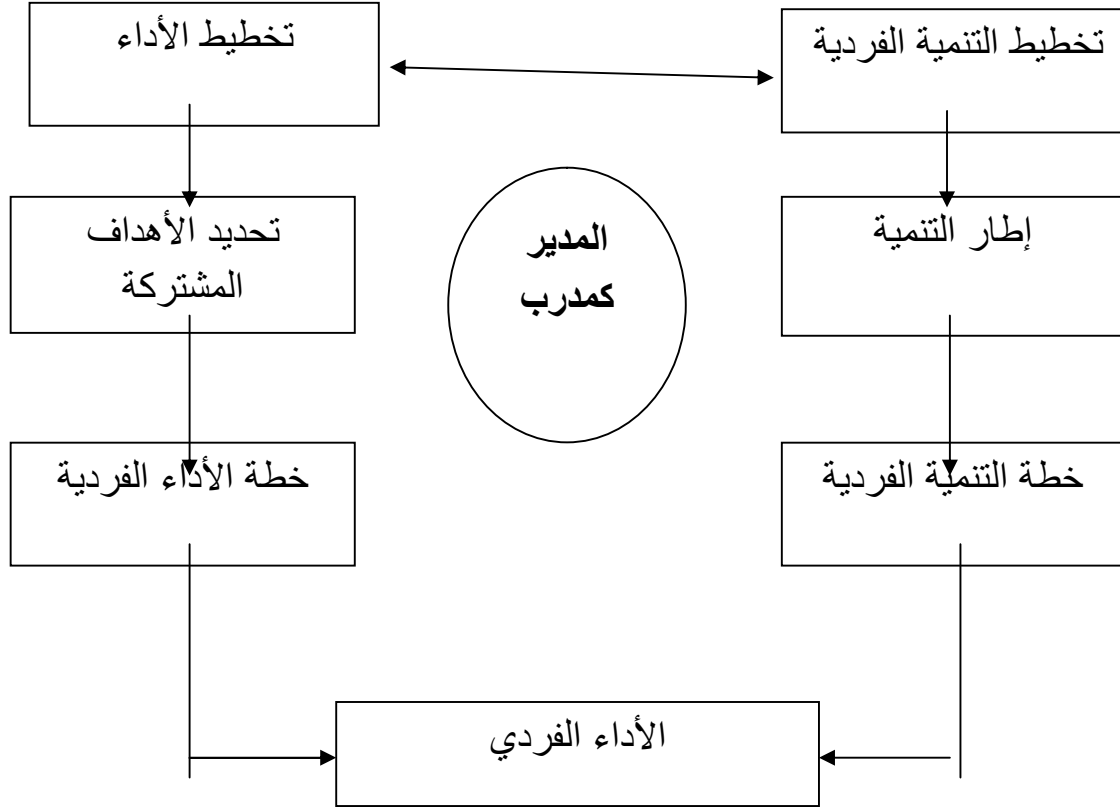 تخطيط التنمية الفردية
تخطيط الأداء
إطار التنمية
المدير
كمدرب
تحديد الأهداف
المشتركة
خطة التنمية الفردية
خطة الأداء الفردية
الأداء الفردي